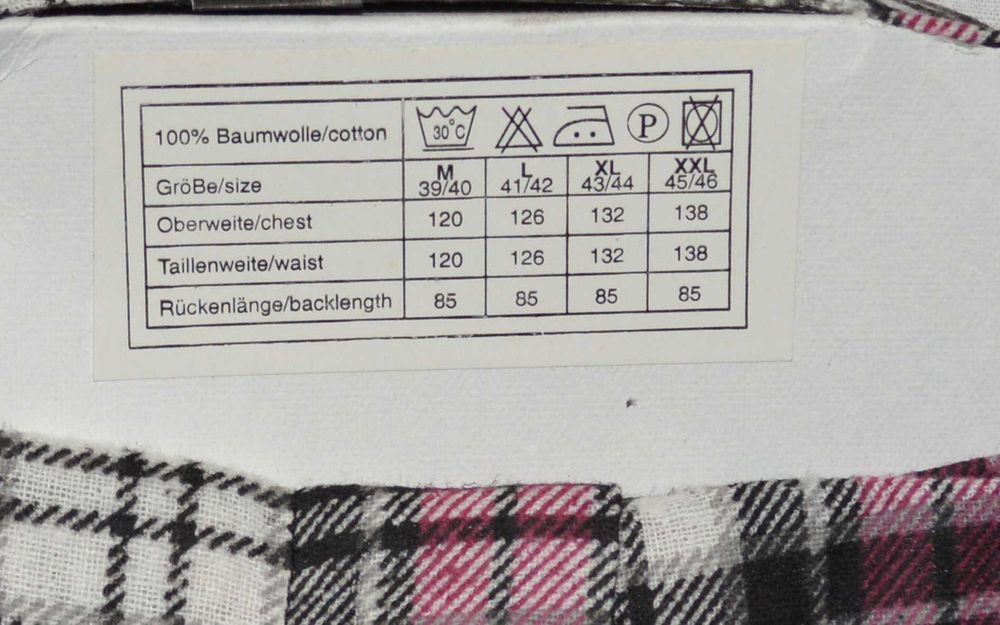 100% Baumwolle/cotton 30°C P
GröBe/size M 39/40 L 41/42 XL 43/44 XXL 45/46
Oberweite/chest 120 126 132 138
Taillenweite/waist 120 126 132 138
Rückenlänge/backlength 85 85 85 85